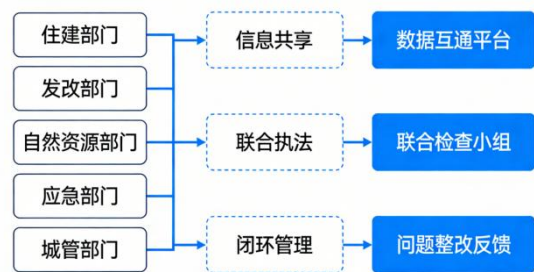 住建部门
信息共享
数据互通平台
发改部门
自然资源部门
联合执法
联合检查小组
应急部门
城管部门
闭环管理
问题整改反馈